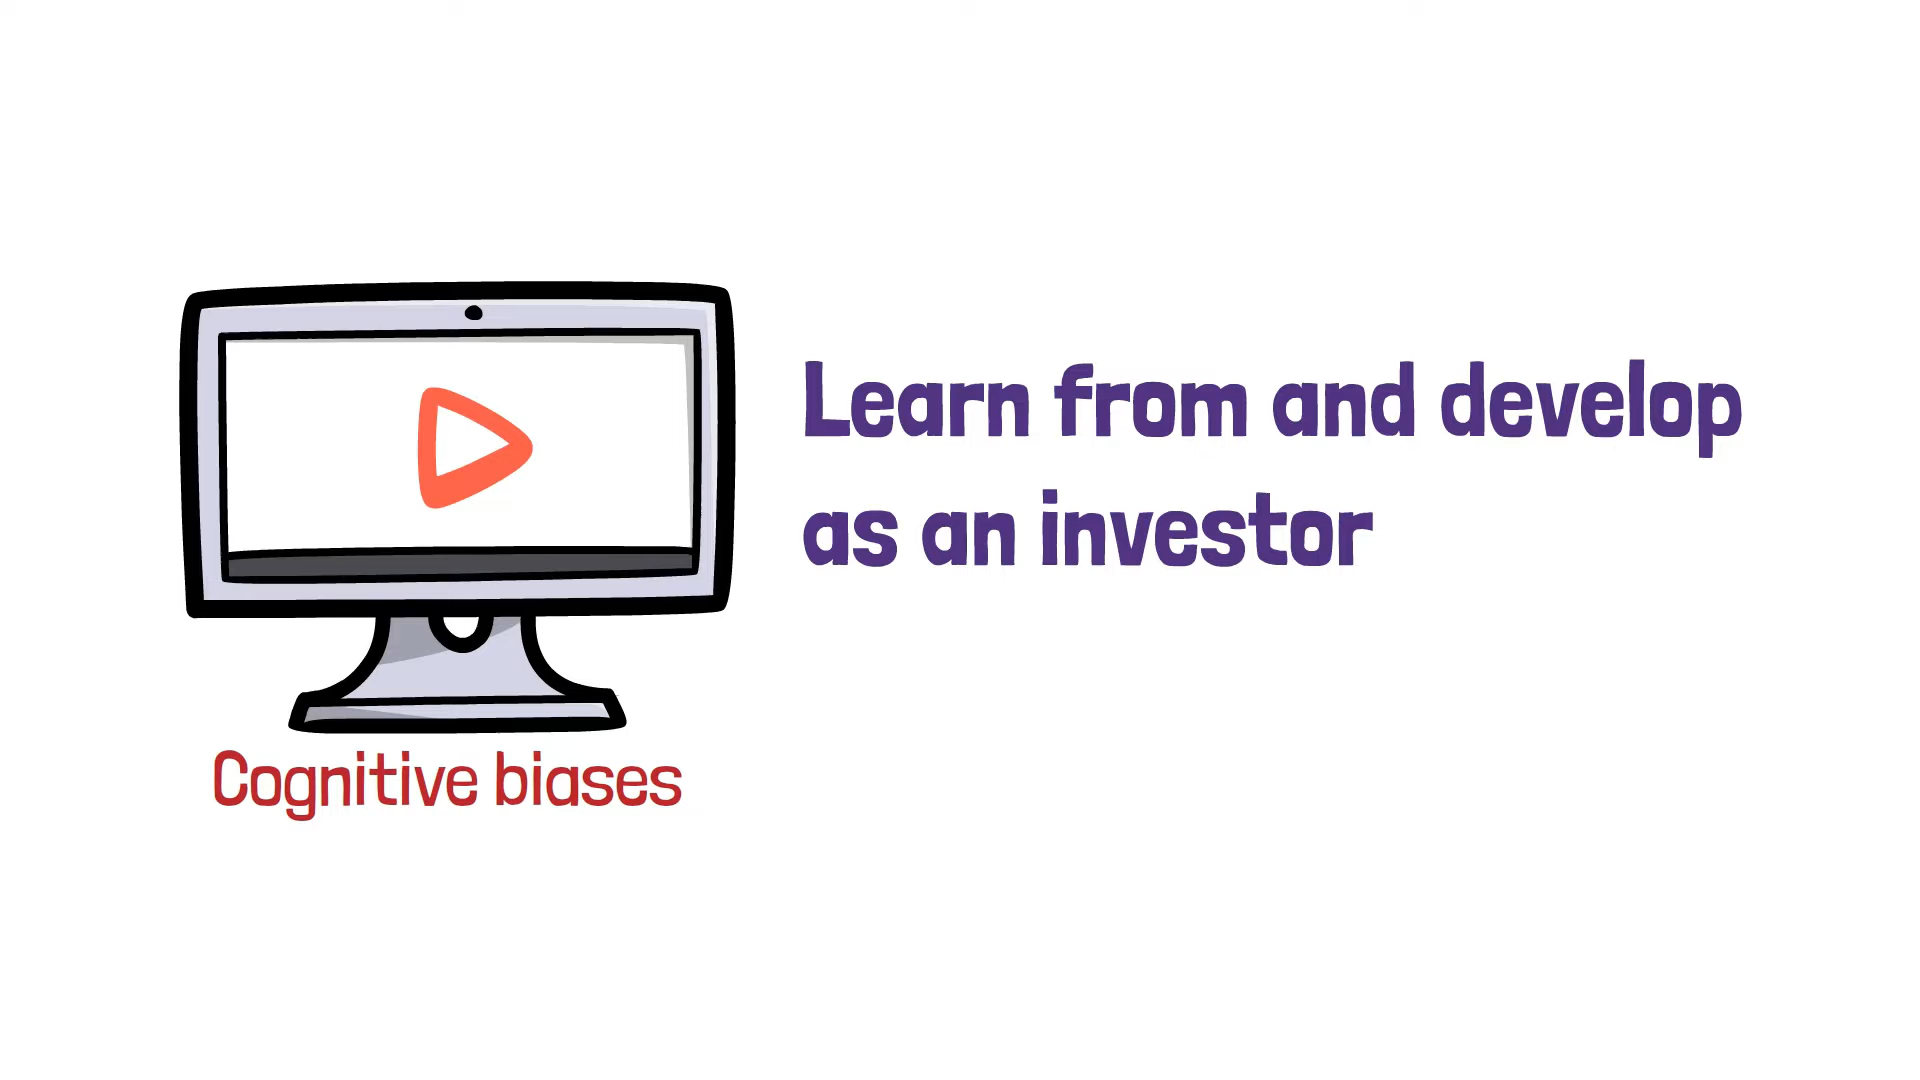 Learn from and develop
as an investor
Cognitive biases